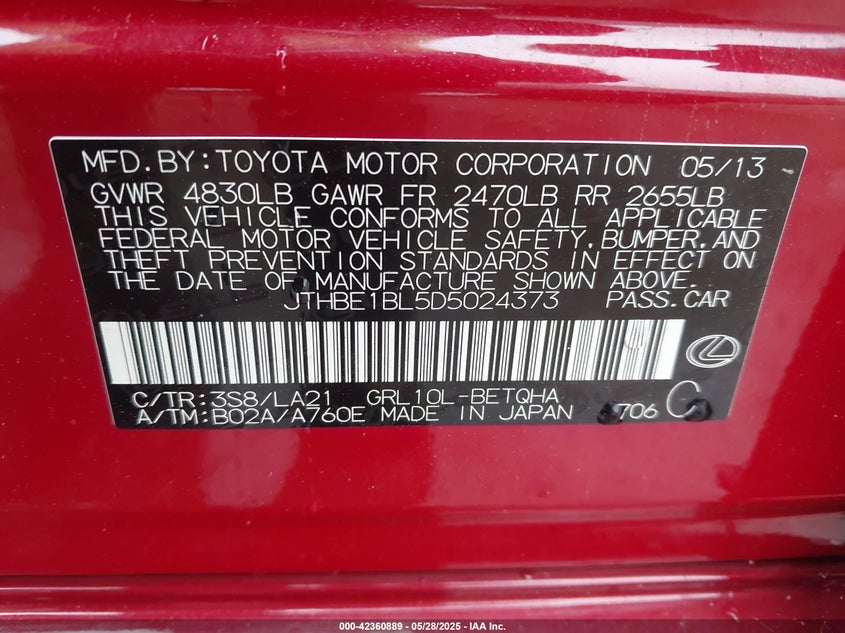 MFD.BY:TOYOTA MOTOR CORPORATION 05/13
GVWR 4830LB GAWR FR 2470LB RR 2655LB
THIS VEHICLE CONFORMS TO ALL APPLICABLE
FEDERAL MOTOR VEHICLE SAFETY,BUMPER,AND
THEFT PREVENTION STANDARDS IN EFFECT ON
THE DATE OF MANUFACTURE SHOWN ABOVE.
JTHBE1BL5D5024373 PASS.CAR
C/TR:3S8/LA21 GRL10L-BETQHA
A/TM:B02A/A760E MADE IN JAPAN 706 C
000-42360889 - 05/28/2025 - IAA Inc.